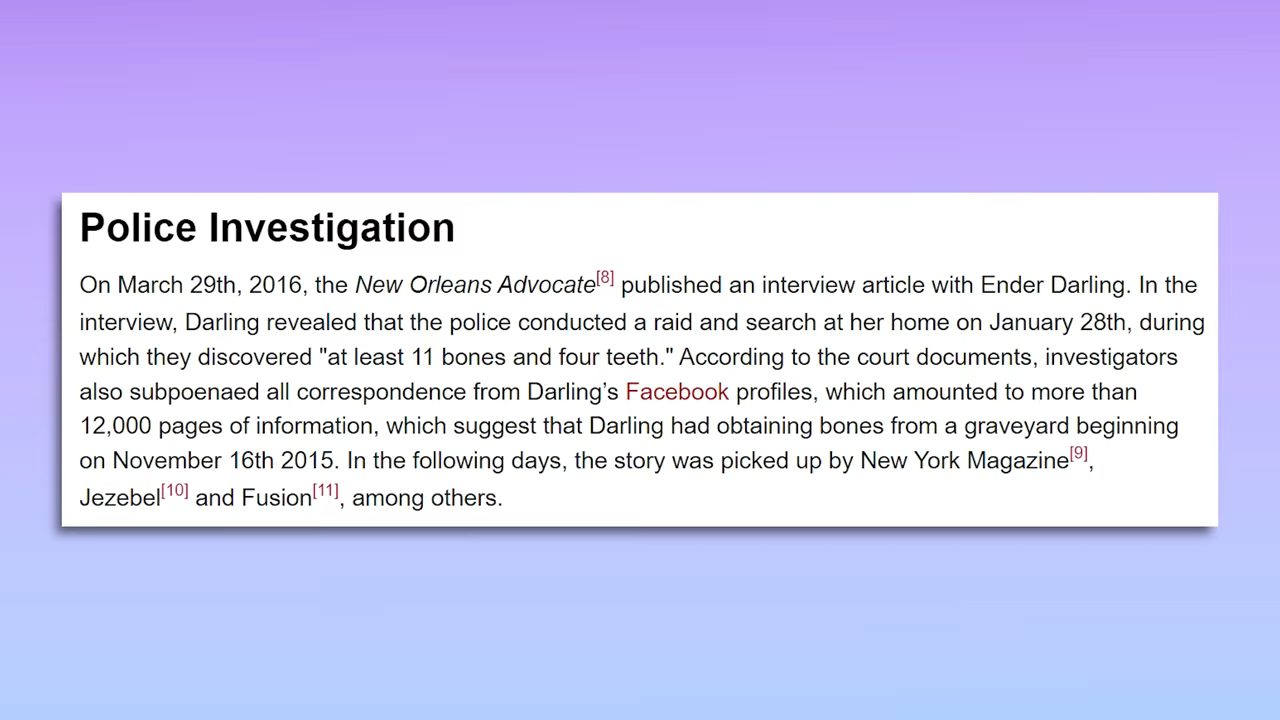 Police Investigation
On March 29th, 2016, the New Orleans Advocate[8] published an interview article with Ender Darling. In the
interview, Darling revealed that the police conducted a raid and search at her home on January 28th, during
which they discovered "at least 11 bones and four teeth." According to the court documents, investigators
also subpoenaed all correspondence from Darling’s Facebook profiles, which amounted to more than
12,000 pages of information, which suggest that Darling had obtaining bones from a graveyard beginning
on November 16th 2015. In the following days, the story was picked up by New York Magazine[9],
Jezebel[10] and Fusion[11], among others.